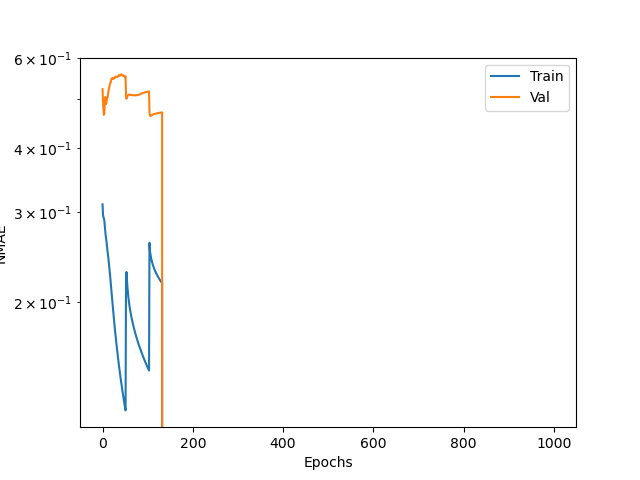 6 × 10⁻¹
4 × 10⁻¹
3 × 10⁻¹
2 × 10⁻¹
NMAE
0 200 400 600 800 1000
Epochs
Train
Val